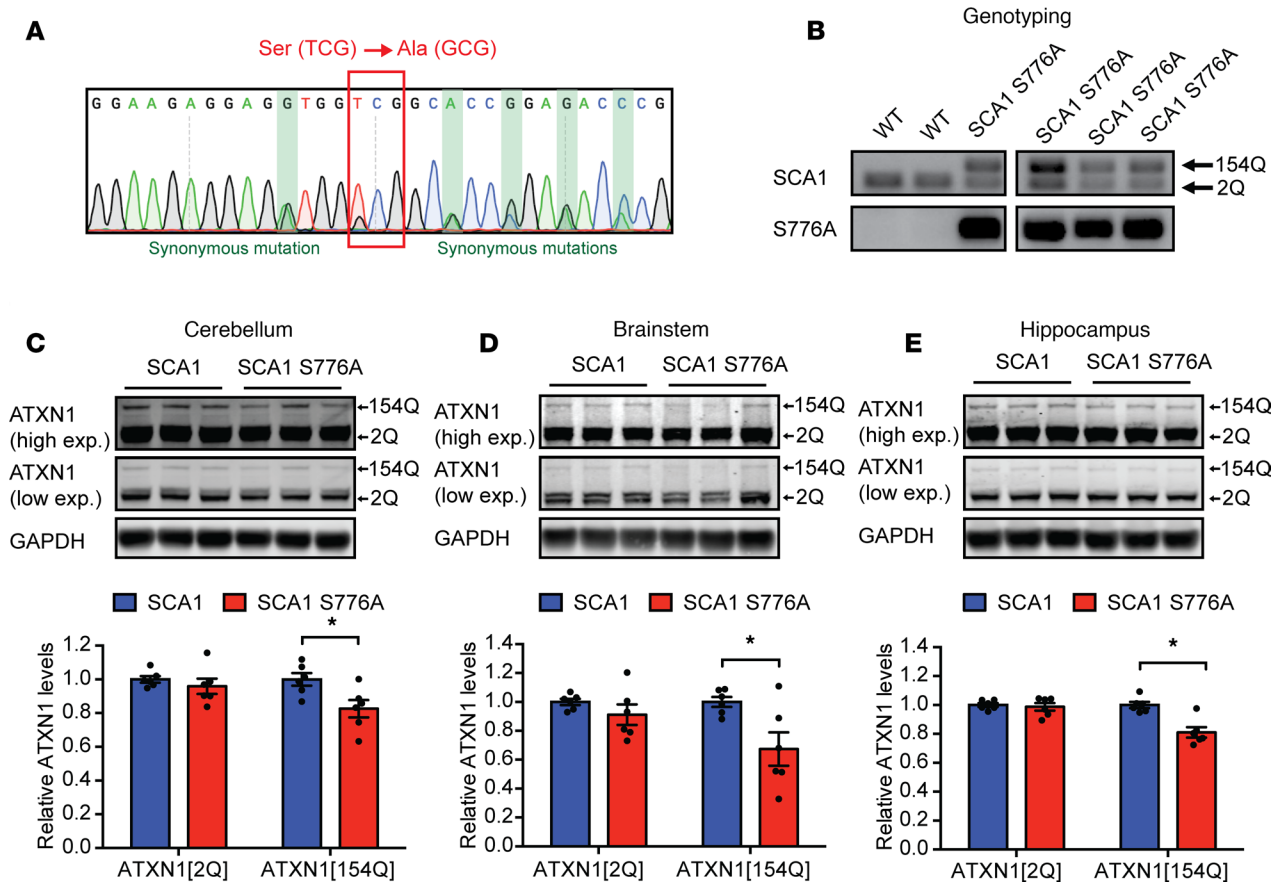 A
Ser (TCG) → Ala (GCG)
G G A A G A G G A G G T G G T C G G C A C C G G A G A C C C G
Synonymous mutation
Synonymous mutations
B
Genotyping
WT
WT
SCA1 S776A
SCA1 S776A
SCA1 S776A
SCA1 S776A
SCA1
154Q
2Q
S776A
C
Cerebellum
SCA1
SCA1 S776A
ATXN1
(high exp.)
154Q
2Q
ATXN1
(low exp.)
154Q
2Q
GAPDH
SCA1
SCA1 S776A
Relative ATXN1 levels
1.2
1.0
0.8
0.6
0.4
0.2
0.0
*
ATXN1[2Q]
ATXN1[154Q]
D
Brainstem
SCA1
SCA1 S776A
ATXN1
(high exp.)
154Q
2Q
ATXN1
(low exp.)
154Q
2Q
GAPDH
SCA1
SCA1 S776A
Relative ATXN1 levels
1.4
1.2
1.0
0.8
0.6
0.4
0.2
0.0
*
ATXN1[2Q]
ATXN1[154Q]
E
Hippocampus
SCA1
SCA1 S776A
ATXN1
(high exp.)
154Q
2Q
ATXN1
(low exp.)
154Q
2Q
GAPDH
SCA1
SCA1 S776A
Relative ATXN1 levels
1.4
1.2
1.0
0.8
0.6
0.4
0.2
0.0
*
ATXN1[2Q]
ATXN1[154Q]